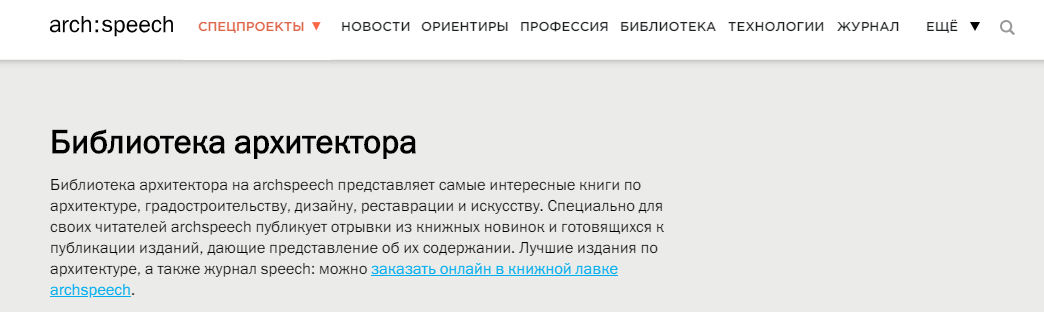 arch:speech СПЕЦПРОЕКТЫ ▼ НОВОСТИ ОРИЕНТИРЫ ПРОФЕССИЯ БИБЛИОТЕКА ТЕХНОЛОГИИ ЖУРНАЛ ЕЩЁ ▼
Библиотека архитектора
Библиотека архитектора на archspeech представляет самые интересные книги по
архитектуре, градостроительству, дизайну, реставрации и искусству. Специально для
своих читателей archspeech публикует отрывки из книжных новинок и готовящихся к
публикации изданий, дающие представление об их содержании. Лучшие издания по
архитектуре, а также журнал speech: можно заказать онлайн в книжной лавке
archspeech.